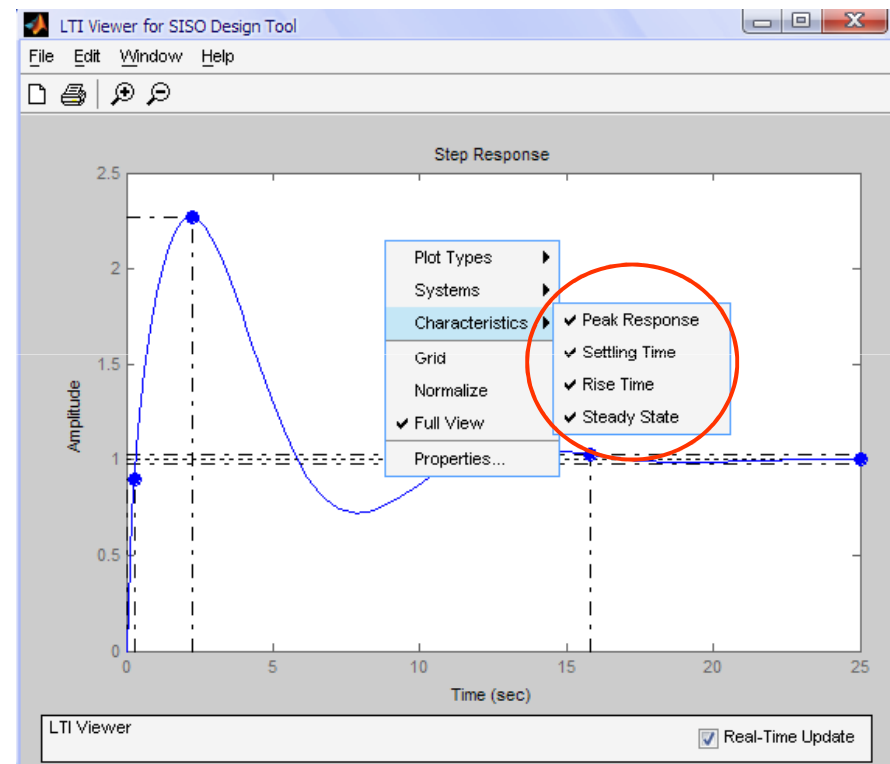 LTI Viewer for SISO Design Tool
File Edit Window Help
Step Response
2.5
2
1.5
1
0.5
0
Amplitude
Plot Types
Systems
Characteristics
Grid
Normalize
Full View
Properties...
Peak Response
Settling Time
Rise Time
Steady State
0 5 10 15 20 25
Time (sec)
LTI Viewer
Real-Time Update